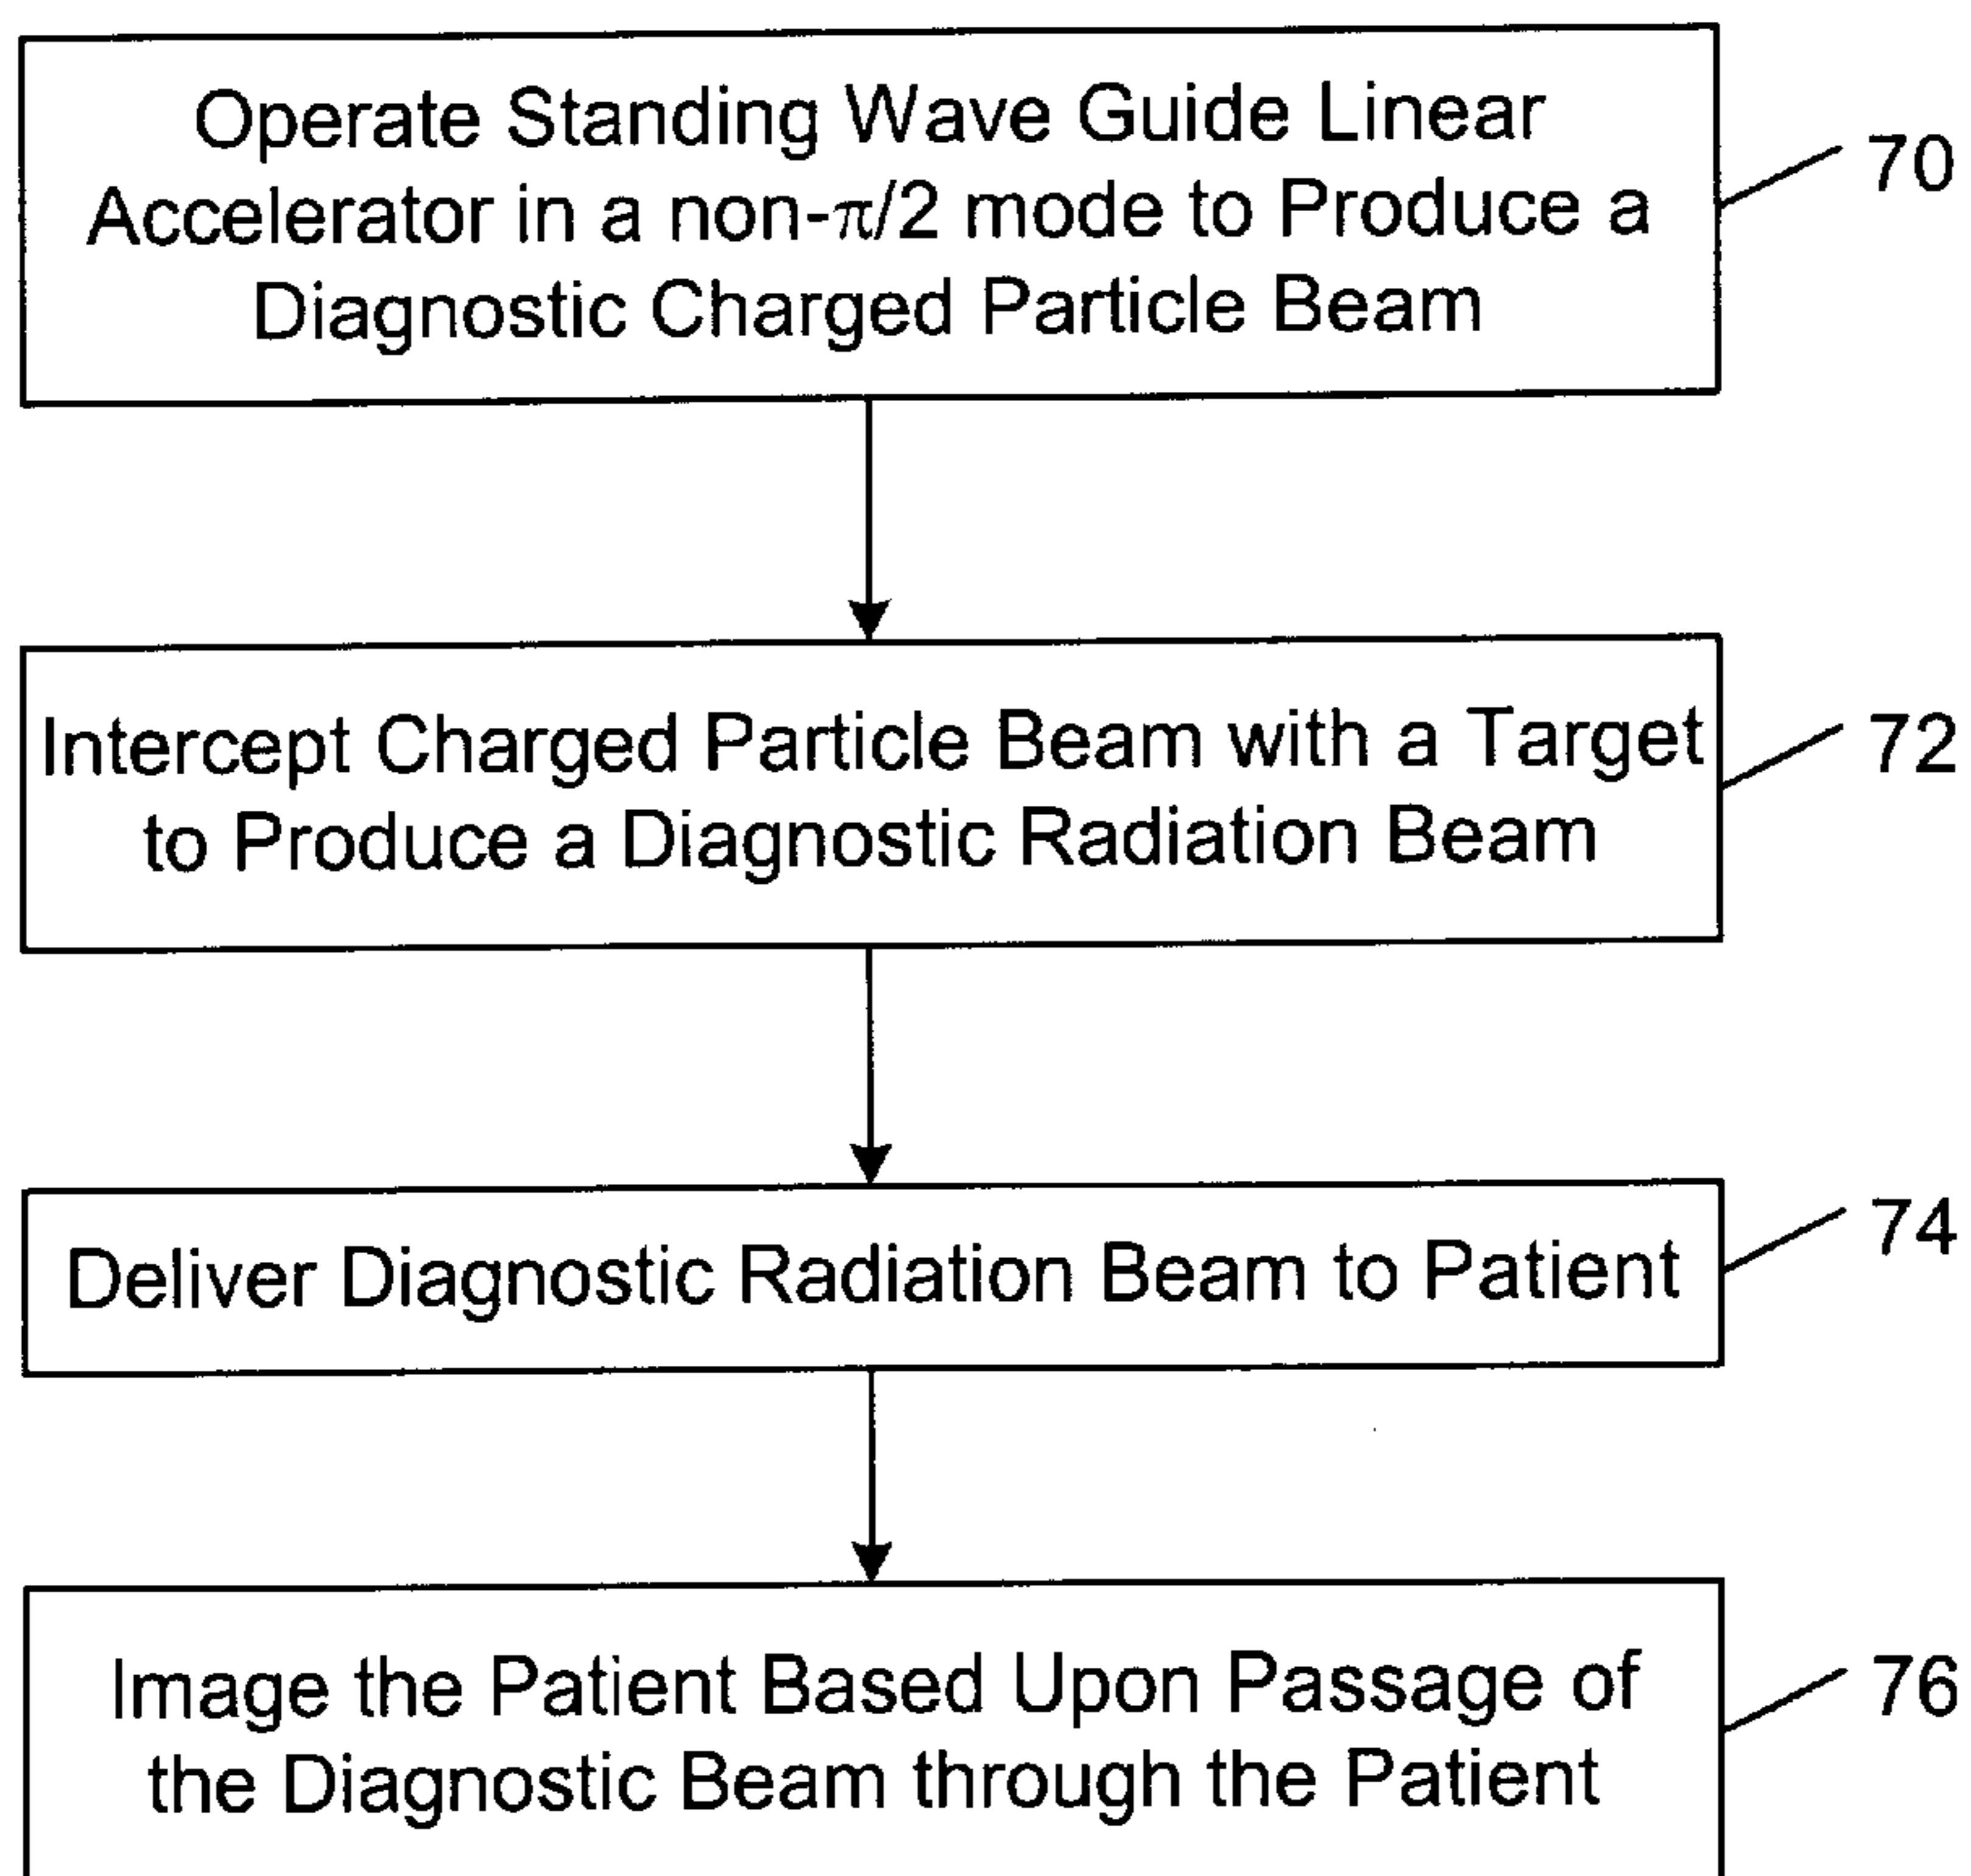 Operate Standing Wave Guide Linear
Accelerator in a non-π/2 mode to Produce a
Diagnostic Charged Particle Beam
70
Intercept Charged Particle Beam with a Target
to Produce a Diagnostic Radiation Beam
72
Deliver Diagnostic Radiation Beam to Patient
74
Image the Patient Based Upon Passage of
the Diagnostic Beam through the Patient
76